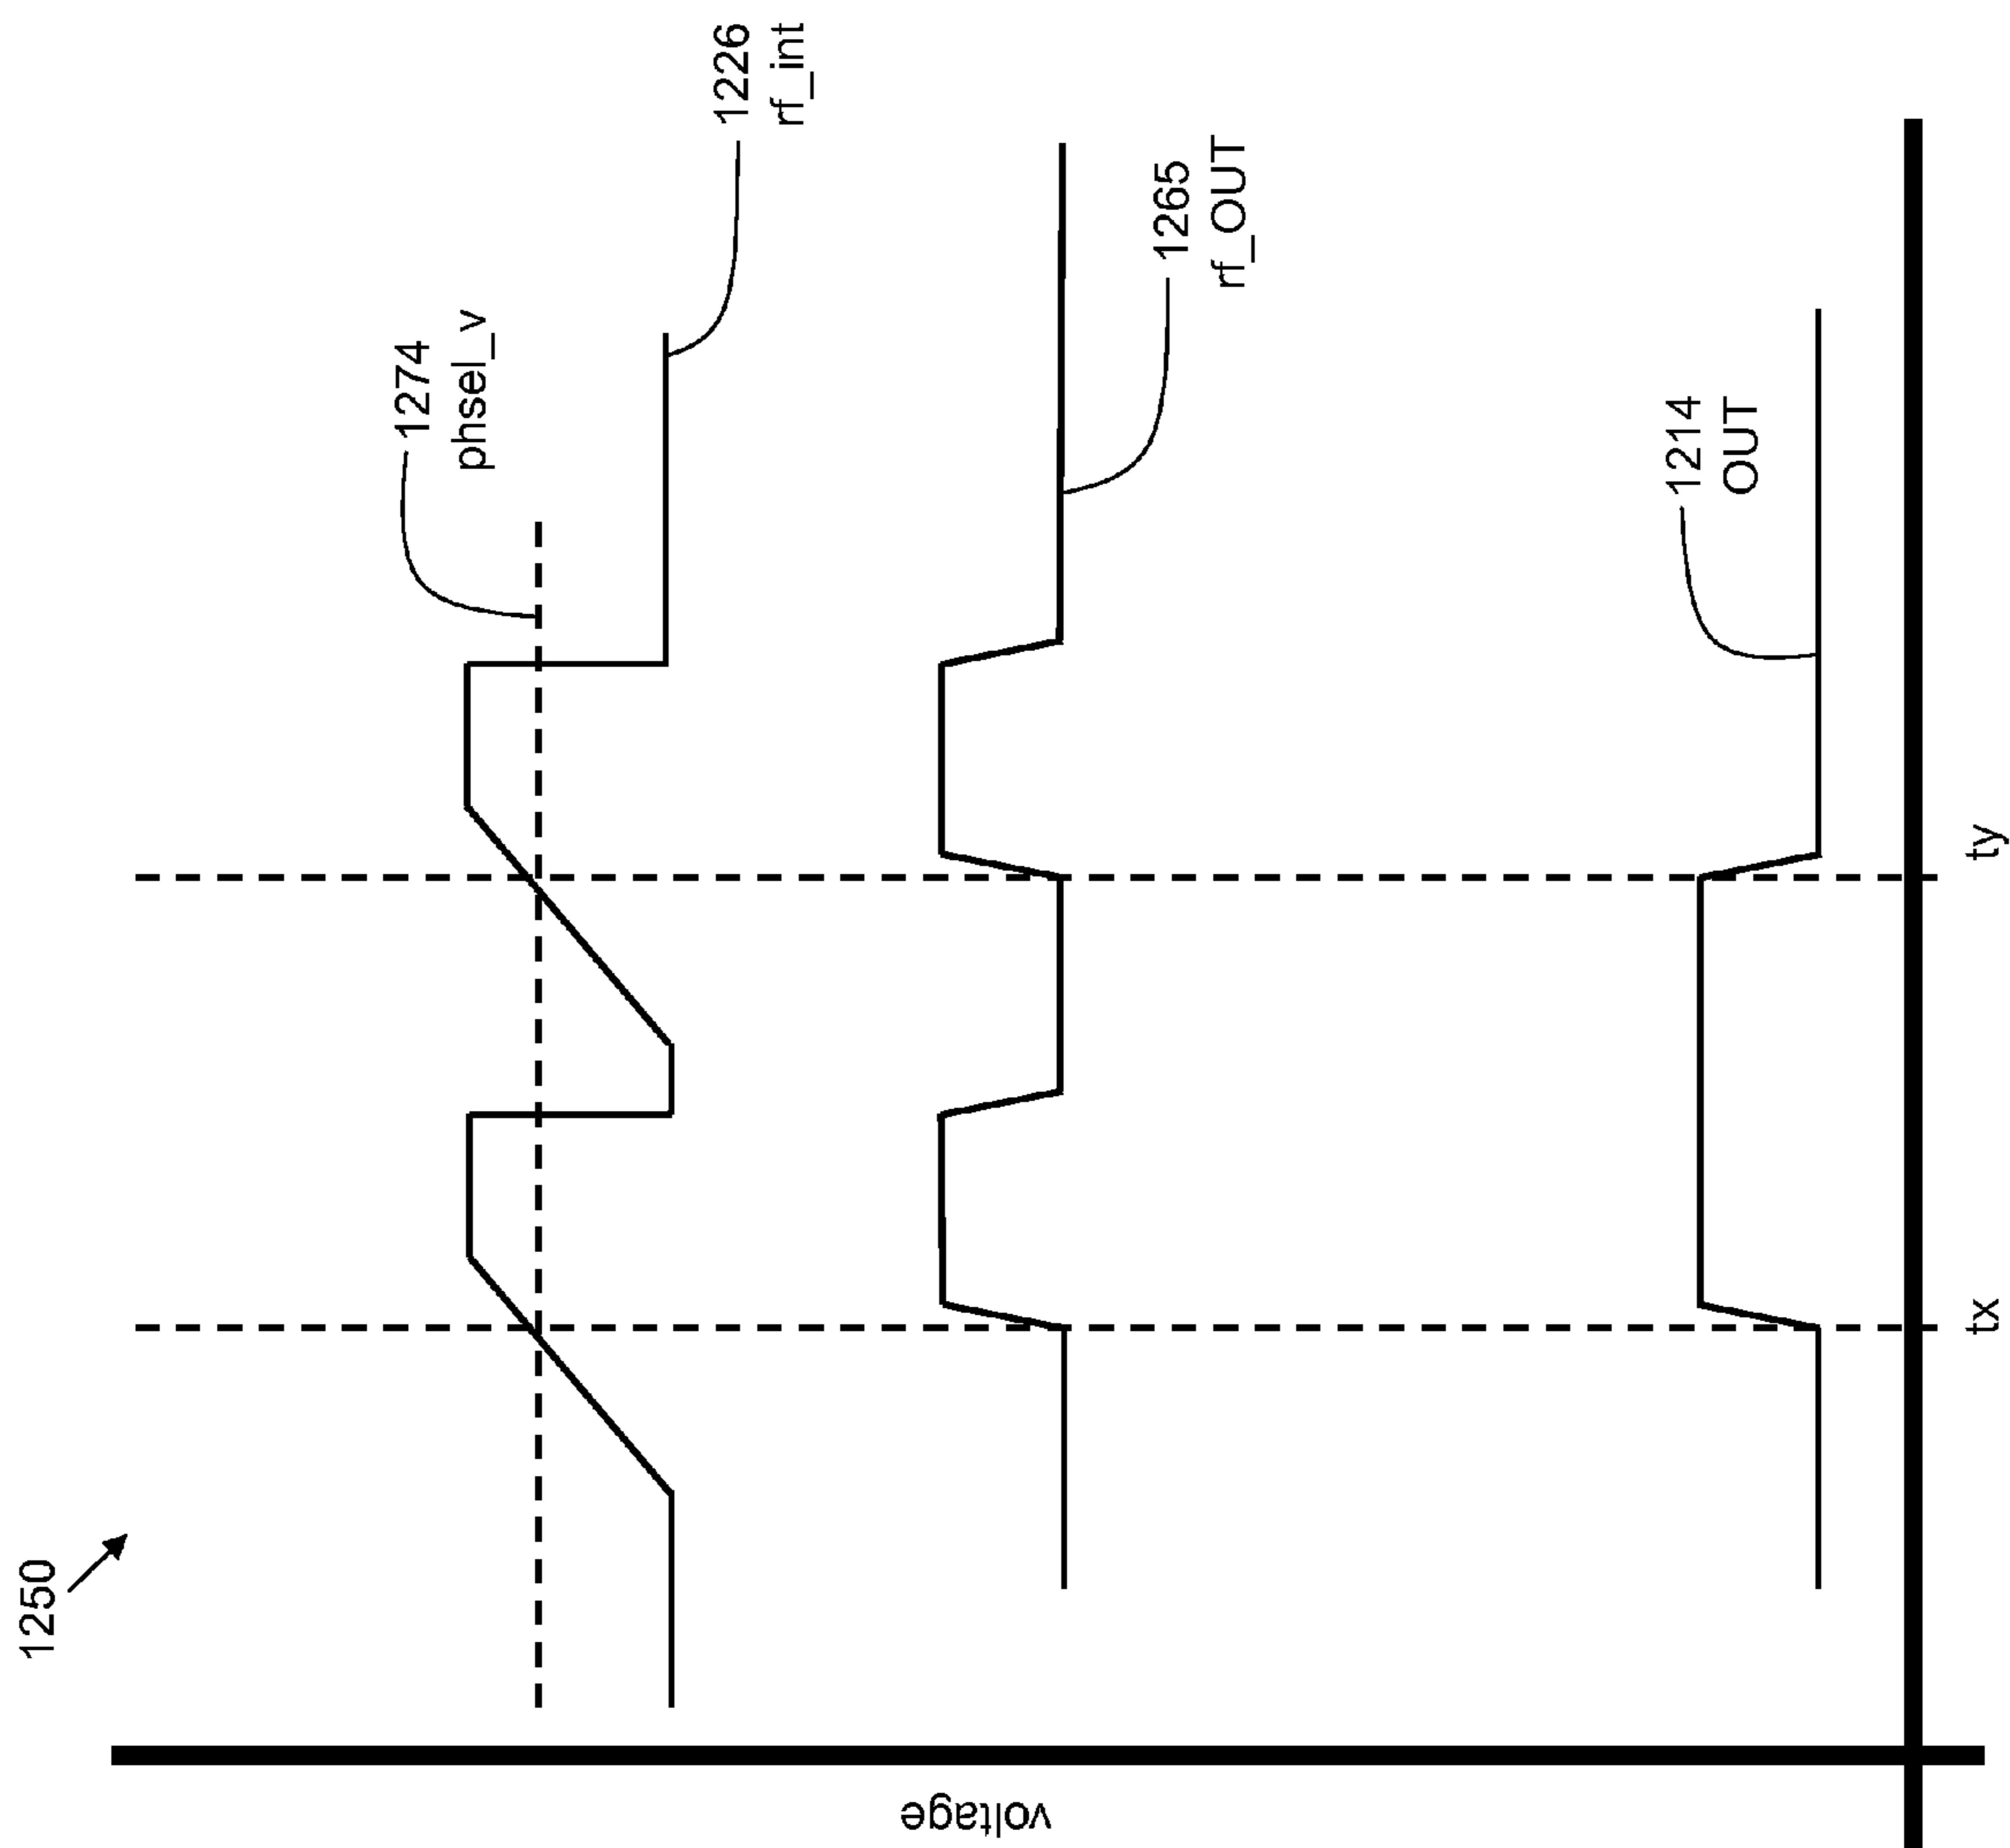 1250
1274
phsel_v
1226
rf_int
1265
rf_OUT
1214
OUT
voltage
tx
ty